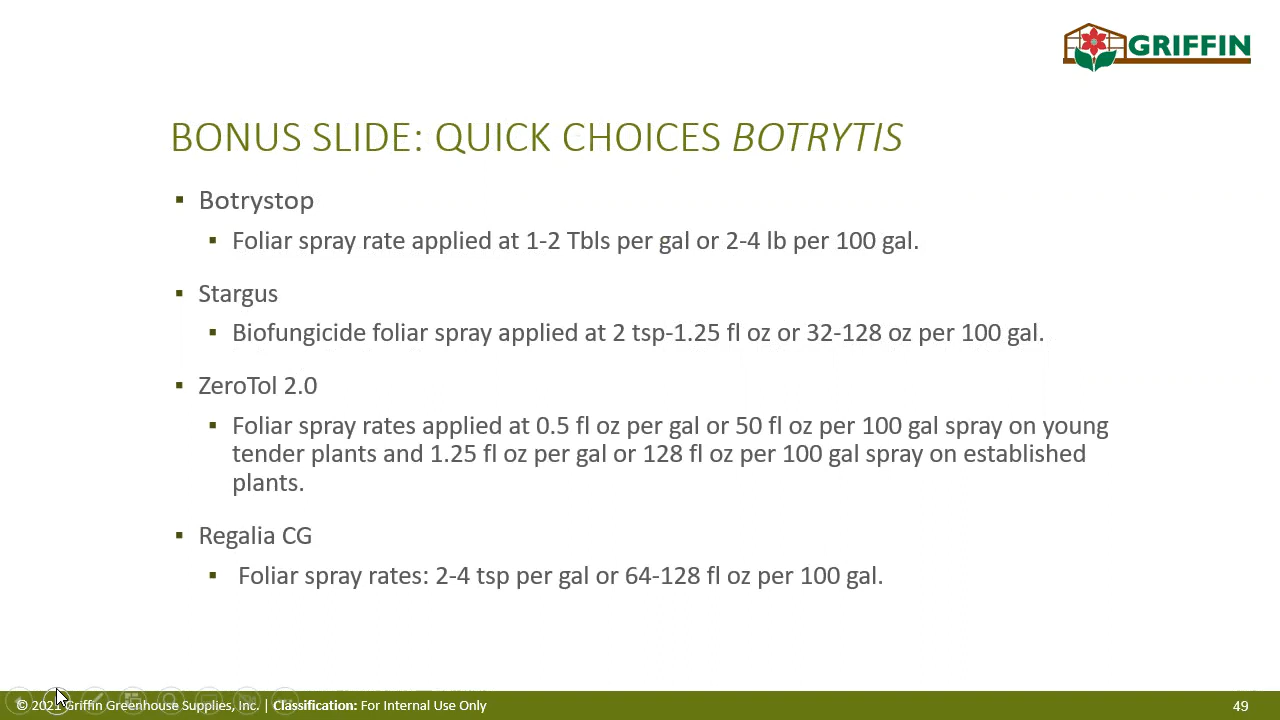 GRIFFIN
BONUS SLIDE: QUICK CHOICES BOTRYTIS
▪ Botrystop
▪ Foliar spray rate applied at 1-2 Tbls per gal or 2-4 lb per 100 gal.
▪ Stargus
▪ Biofungicide foliar spray applied at 2 tsp-1.25 fl oz or 32-128 oz per 100 gal.
▪ ZeroTol 2.0
▪ Foliar spray rates applied at 0.5 fl oz per gal or 50 fl oz per 100 gal spray on young
tender plants and 1.25 fl oz per gal or 128 fl oz per 100 gal spray on established
plants.
▪ Regalia CG
▪ Foliar spray rates: 2-4 tsp per gal or 64-128 fl oz per 100 gal.
© 2021 Griffin Greenhouse Supplies, Inc. | Classification: For Internal Use Only
49